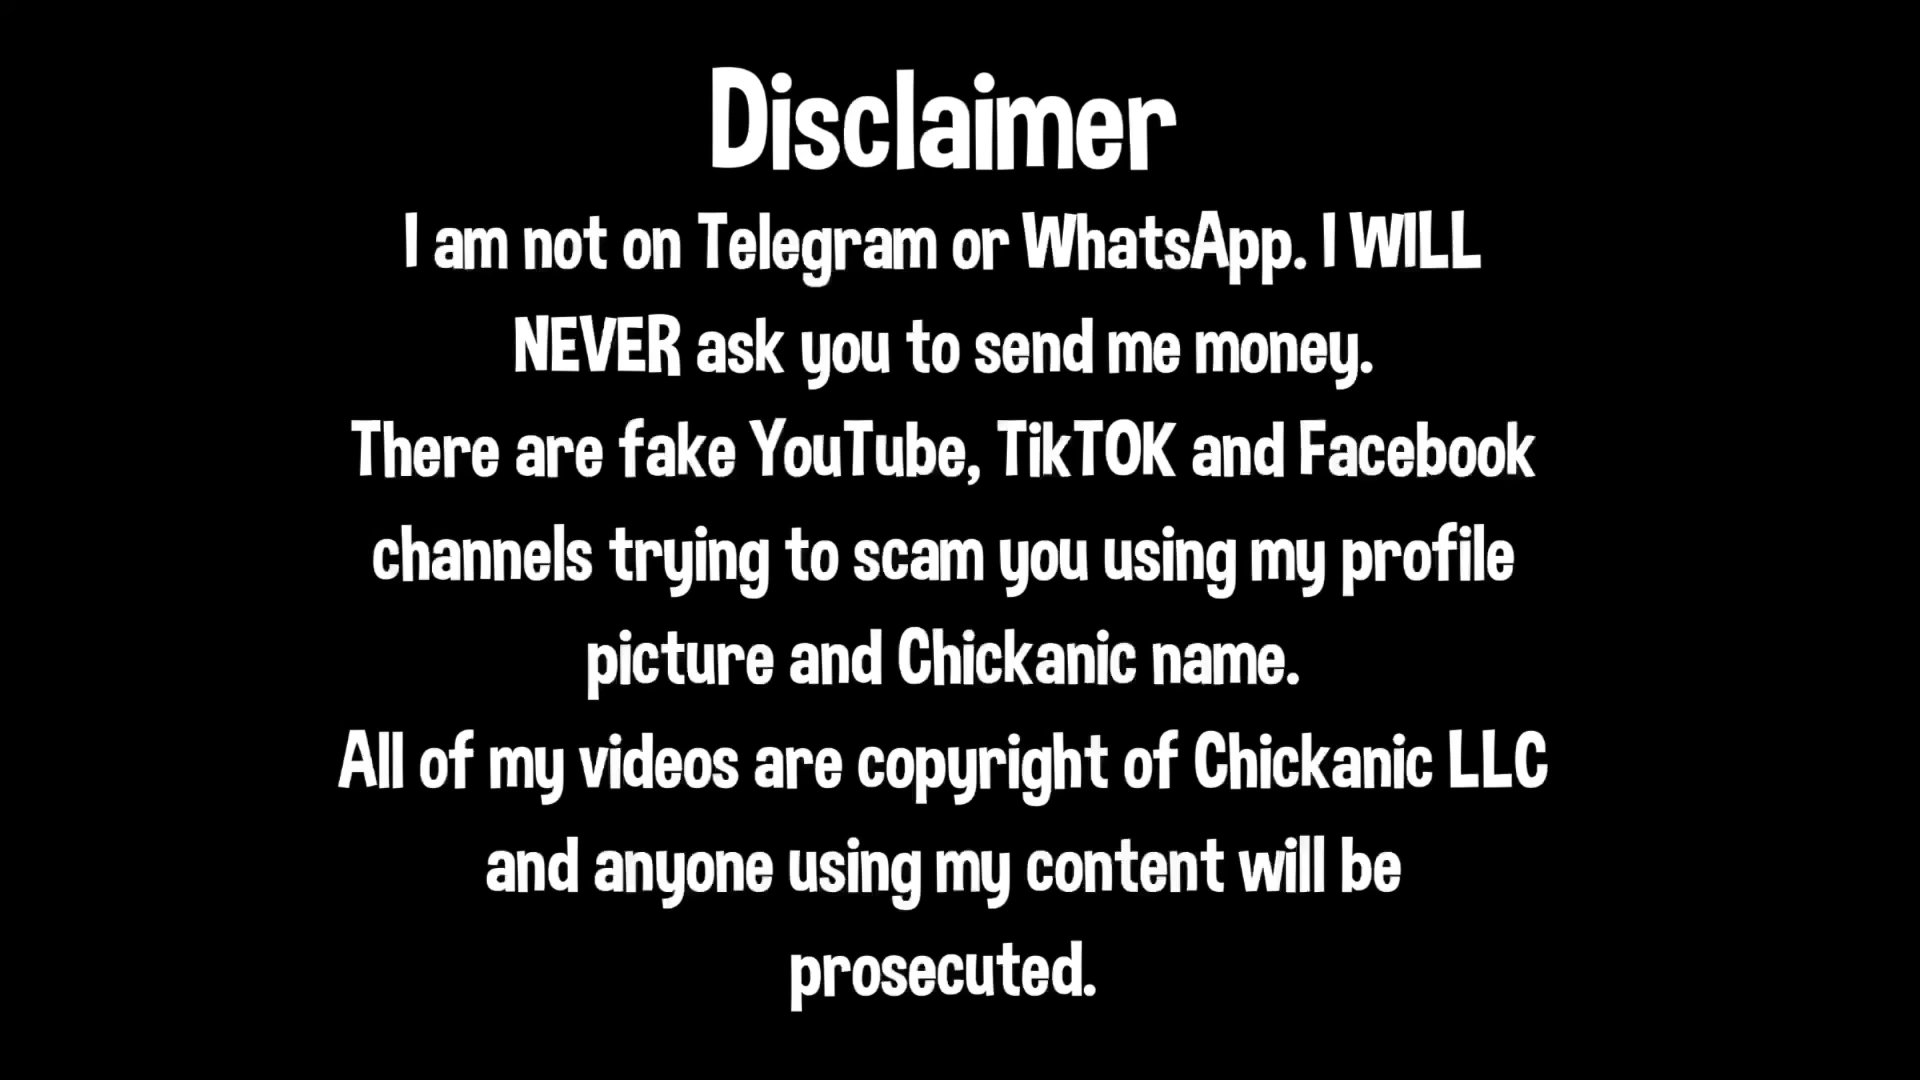 Disclaimer
I am not on Telegram or WhatsApp. I WILL
NEVER ask you to send me money.
There are fake YouTube, TikTOK and Facebook
channels trying to scam you using my profile
picture and Chickanic name.
All of my videos are copyright of Chickanic LLC
and anyone using my content will be
prosecuted.